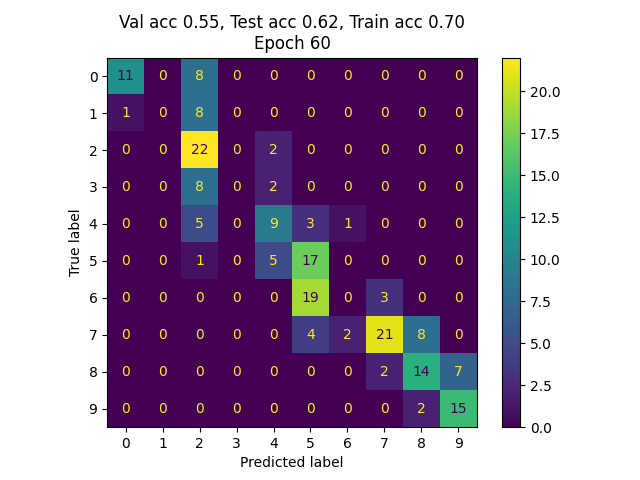 Val acc 0.55, Test acc 0.62, Train acc 0.70
Epoch 60
0 11 0 8 0 0 0 0 0 0 0
1 1 0 8 0 0 0 0 0 0 0
2 0 0 22 0 2 0 0 0 0 0
3 0 0 8 0 2 0 0 0 0 0
4 0 0 5 0 9 3 1 0 0 0
5 0 0 1 0 5 17 0 0 0 0
6 0 0 0 0 0 19 0 3 0 0
7 0 0 0 0 0 4 2 21 8 0
8 0 0 0 0 0 0 0 2 14 7
9 0 0 0 0 0 0 0 0 2 15
0 1 2 3 4 5 6 7 8 9
Predicted label
True label
20.0
17.5
15.0
12.5
10.0
7.5
5.0
2.5
0.0